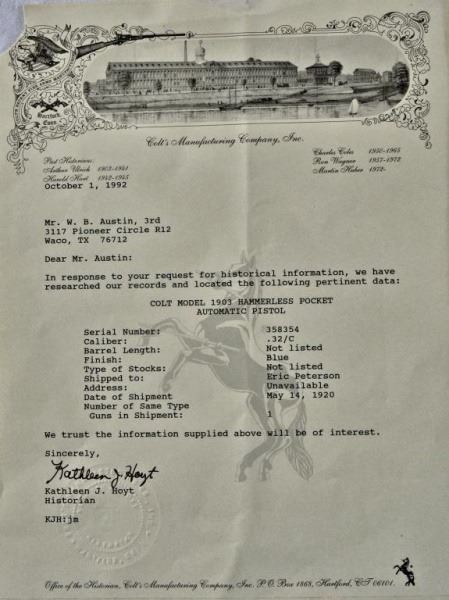 Hartford
Conn
Colt's Manufacturing Company, Inc.
Past Historians:
Arthur Ulrich 1903-1941
Harold Hart 1942-1945
Charles Coles 1950-1965
Ron Wagner 1957-1972
Martin Huber 1972-
October 1, 1992
Mr. W. B. Austin, 3rd
3117 Pioneer Circle R12
Waco, TX 76712
Dear Mr. Austin:
In response to your request for historical information, we have
researched our records and located the following pertinent data:
COLT MODEL 1903 HAMMERLESS POCKET
AUTOMATIC PISTOL
Serial Number: 358354
Caliber: .32/C
Barrel Length: Not listed
Finish: Blue
Type of Stocks: Not listed
Shipped to: Eric Peterson
Address: Unavailable
Date of Shipment May 14, 1920
Number of Same Type
Guns in Shipment: 1
We trust the information supplied above will be of interest.
Sincerely,
Kathleen J. Hoyt
Kathleen J. Hoyt
Historian
KJH:jm
Office of the Historian, Colt's Manufacturing Company, Inc. P.O. Box 1868, Hartford, CT 06101.